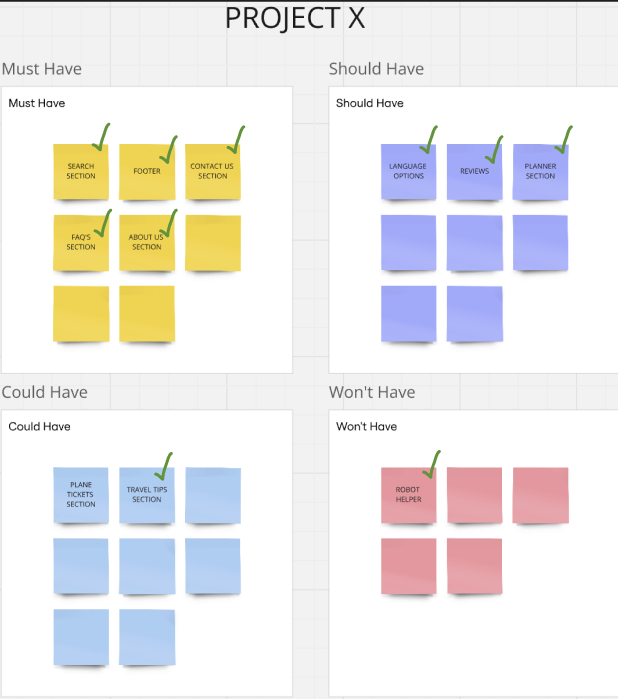 PROJECT X
Must Have
Must Have
SEARCH
SECTION
FOOTER
CONTACT US
SECTION
FAQ'S
SECTION
ABOUT US
SECTION
Should Have
Should Have
LANGUAGE
OPTIONS
REVIEWS
PLANNER
SECTION
Could Have
Could Have
PLANE
TICKETS
SECTION
TRAVEL TIPS
SECTION
Won't Have
Won't Have
ROBOT
HELPER